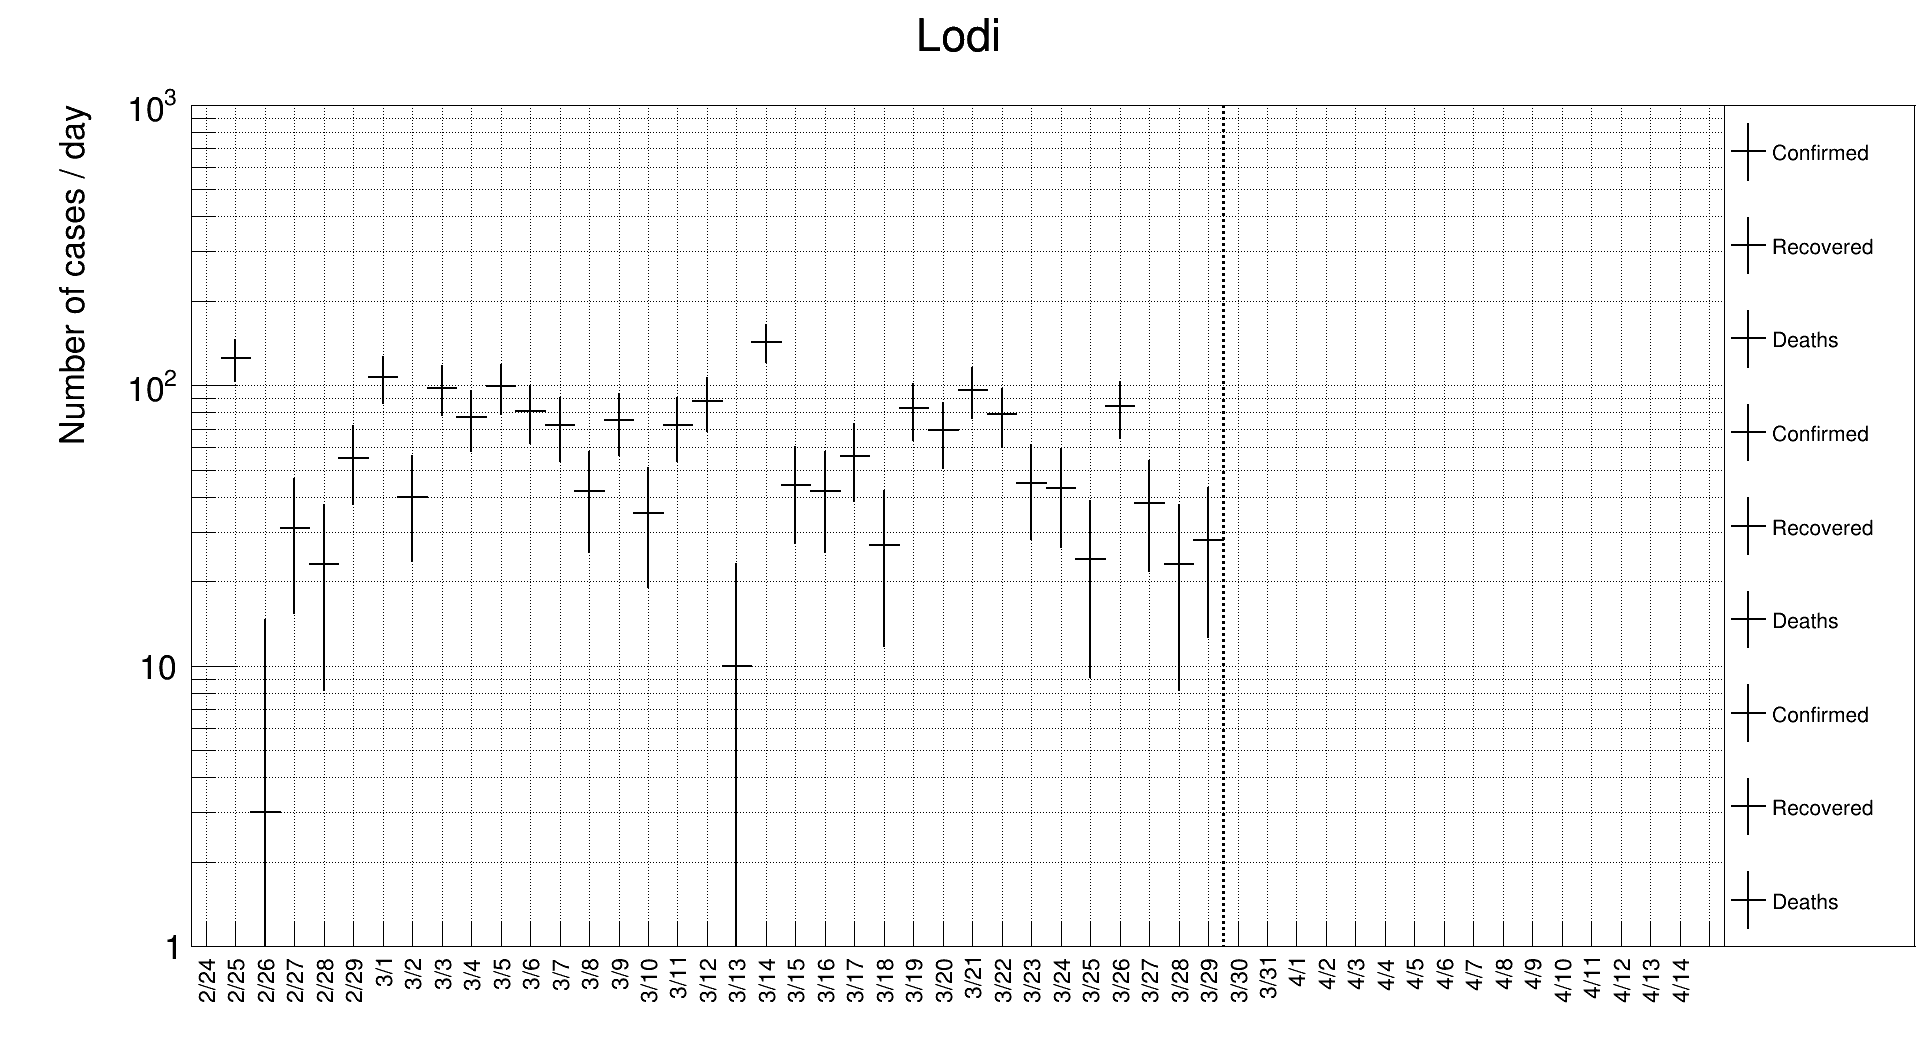 Lodi
Number of cases / day
10^3
10^2
10
1
2/24 2/25 2/26 2/27 2/28 2/29 3/1 3/2 3/3 3/4 3/5 3/6 3/7 3/8 3/9 3/10 3/11 3/12 3/13 3/14 3/15 3/16 3/17 3/18 3/19 3/20 3/21 3/22 3/23 3/24 3/25 3/26 3/27 3/28 3/29 3/30 3/31 4/1 4/2 4/3 4/4 4/5 4/6 4/7 4/8 4/9 4/10 4/11 4/12 4/13 4/14
Confirmed
Recovered
Deaths
Confirmed
Recovered
Deaths
Confirmed
Recovered
Deaths